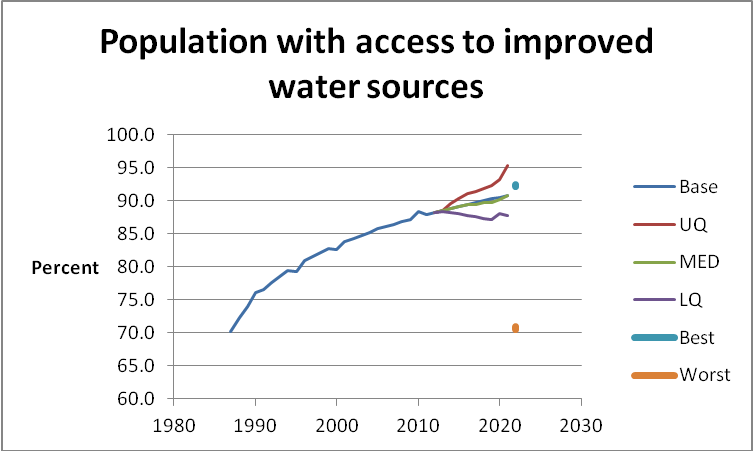 Population with access to improved
water sources
100.0
95.0
90.0
85.0
80.0
75.0
70.0
65.0
60.0
Percent
1980 1990 2000 2010 2020 2030
Base
UQ
MED
LQ
Best
Worst